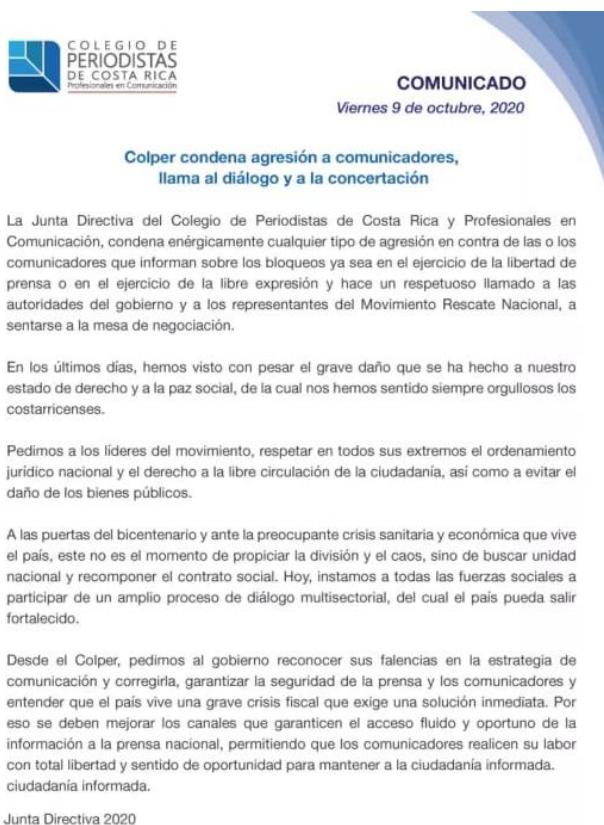 COLEGIO DE
PERIODISTAS
DE COSTA RICA
Profesionales en Comunicación
COMUNICADO
Viernes 9 de octubre, 2020
Colper condena agresión a comunicadores,
llama al diálogo y a la concertación
La Junta Directiva del Colegio de Periodistas de Costa Rica y Profesionales en
Comunicación, condena enérgicamente cualquier tipo de agresión en contra de las o los
comunicadores que informan sobre los bloqueos ya sea en el ejercicio de la libertad de
prensa o en el ejercicio de la libre expresión y hace un respetuoso llamado a las
autoridades del gobierno y a los representantes del Movimiento Rescate Nacional, a
sentarse a la mesa de negociación.
En los últimos días, hemos visto con pesar el grave daño que se ha hecho a nuestro
estado de derecho y a la paz social, de la cual nos hemos sentido siempre orgullosos los
costarricenses.
Pedimos a los líderes del movimiento, respetar en todos sus extremos el ordenamiento
jurídico nacional y el derecho a la libre circulación de la ciudadanía, así como a evitar el
daño de los bienes públicos.
A las puertas del bicentenario y ante la preocupante crisis sanitaria y económica que vive
el país, este no es el momento de propiciar la división y el caos, sino de buscar unidad
nacional y recomponer el contrato social. Hoy, instamos a todas las fuerzas sociales a
participar de un amplio proceso de diálogo multisectorial, del cual el país pueda salir
fortalecido.
Desde el Colper, pedimos al gobierno reconocer sus falencias en la estrategia de
comunicación y corregirla, garantizar la seguridad de la prensa y los comunicadores y
entender que el país vive una grave crisis fiscal que exige una solución inmediata. Por
eso se deben mejorar los canales que garanticen el acceso fluido y oportuno de la
información a la prensa nacional, permitiendo que los comunicadores realicen su labor
con total libertad y sentido de oportunidad para mantener a la ciudadanía informada.
ciudadanía informada.
Junta Directiva 2020